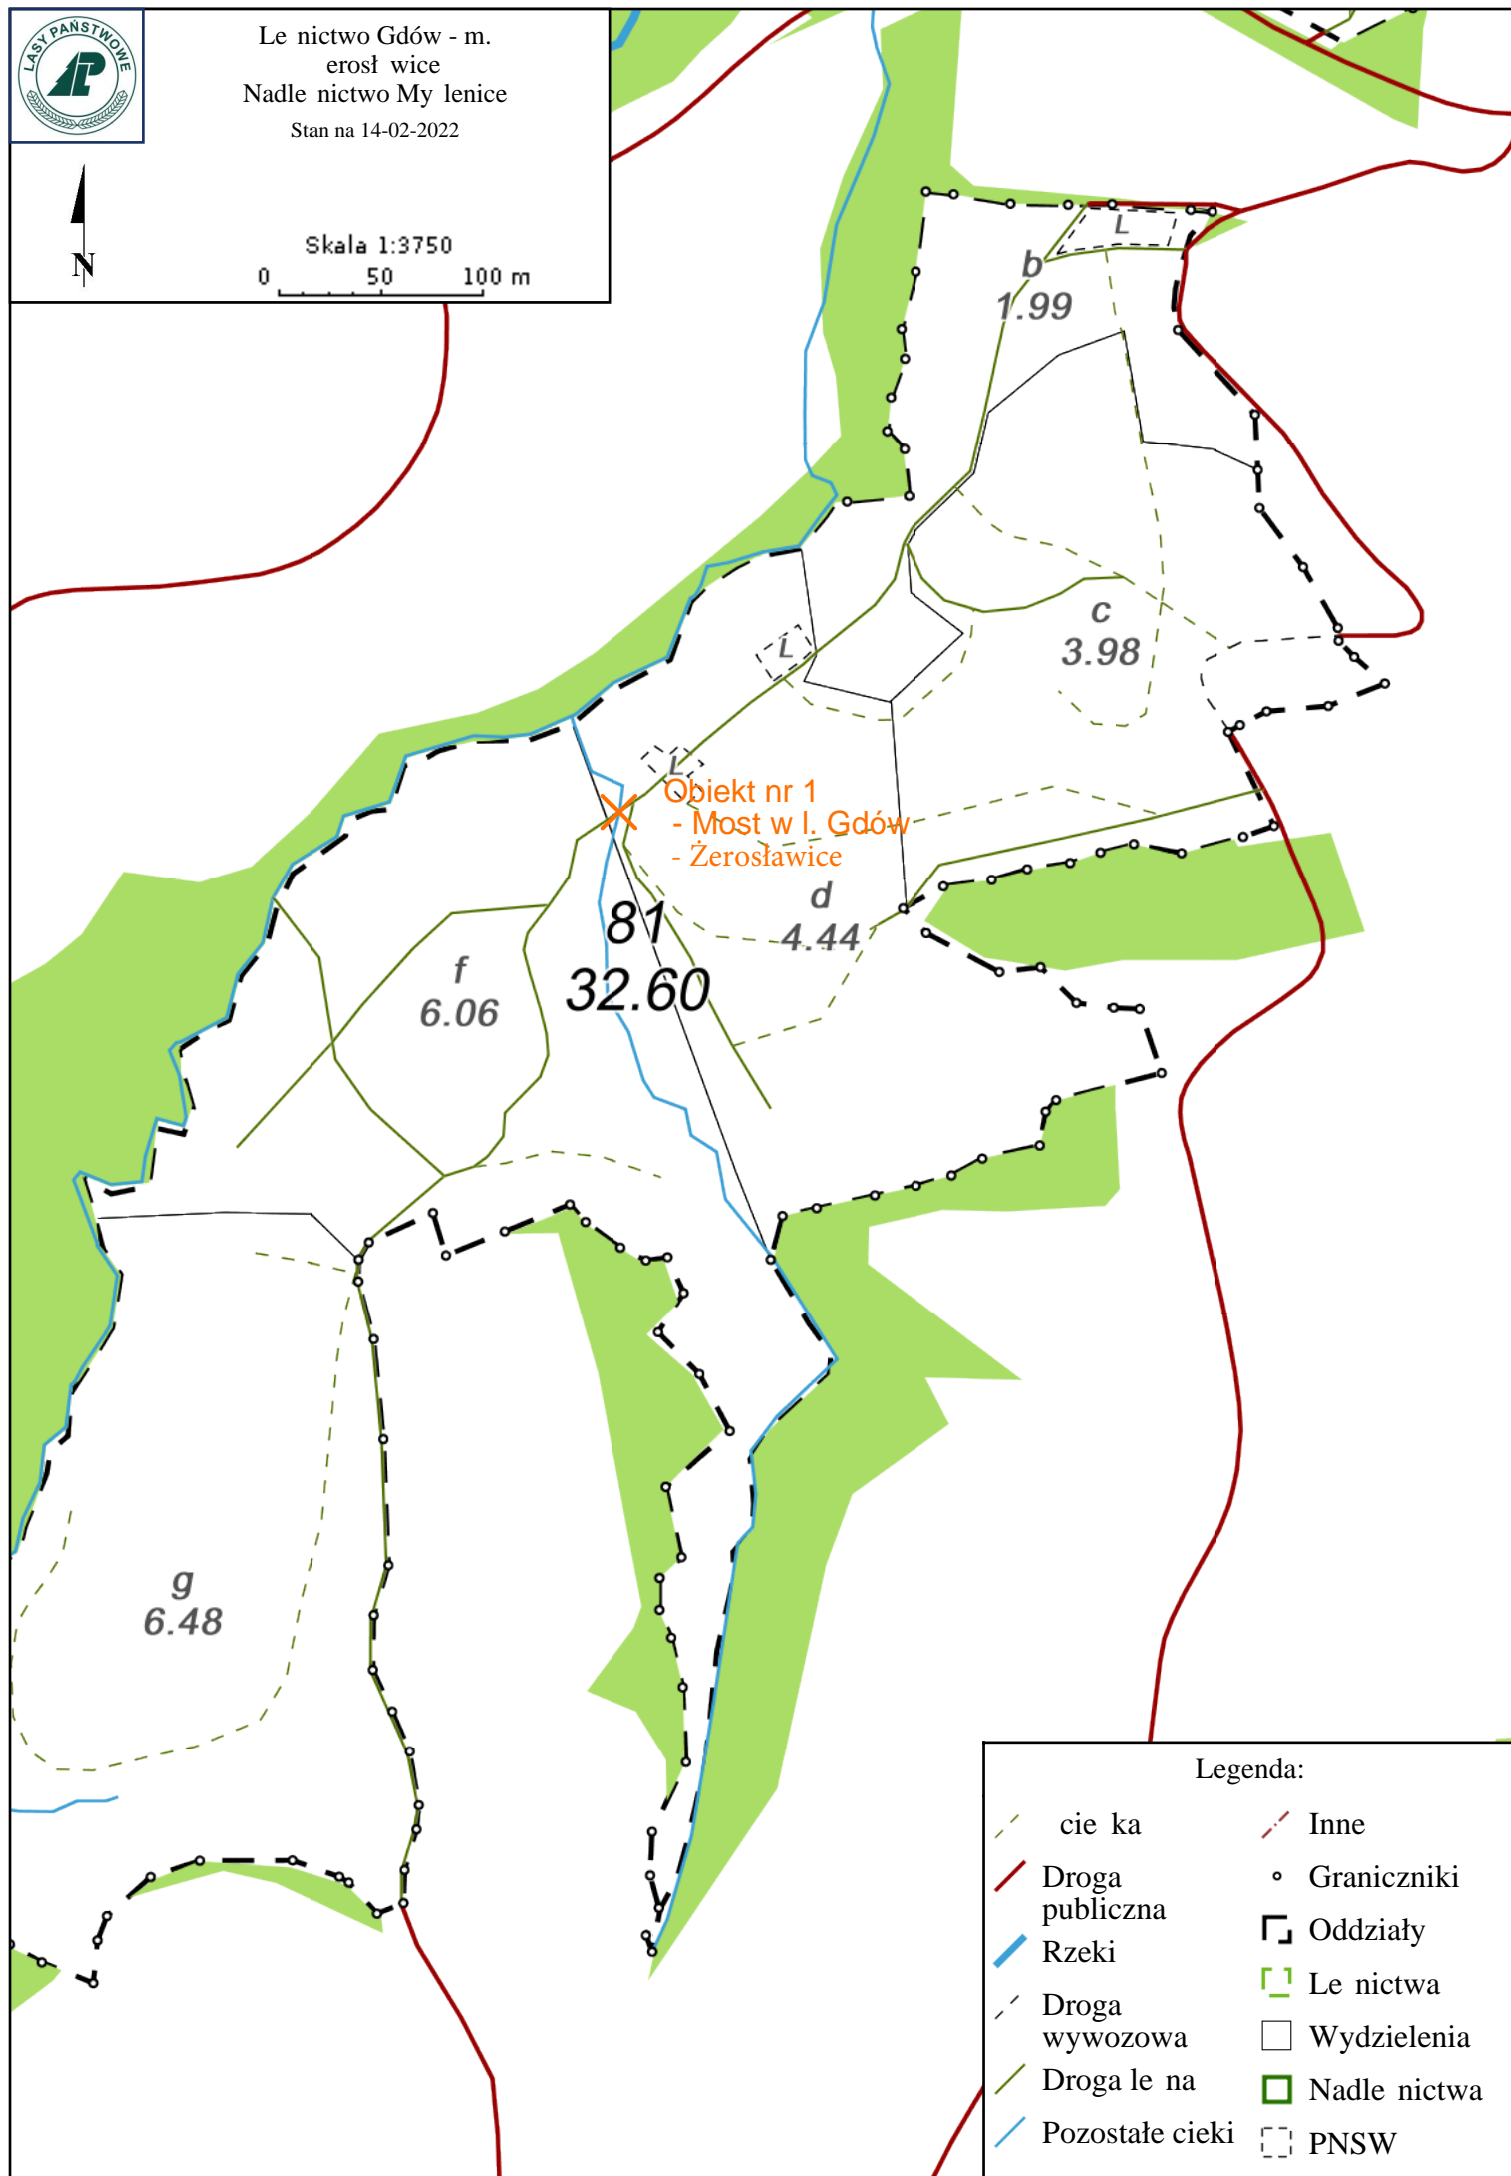 LASY PAŃSTWOWE
Le nictwo Gdów - m.
erosł wice
Nadle nictwo My lenice
Stan na 14-02-2022
N
Skala 1:3750
0 50 100 m
L
b
1.99
c
3.98
L
L
Obiekt nr 1
- Most w l. Gdów
- Żerosławice
d
4.44
81
32.60
f
6.06
g
6.48
Legenda:
cie ka
Droga
publiczna
Rzeki
Droga
wywozowa
Droga le na
Pozostałe cieki
Inne
Graniczniki
Oddziały
Le nictwa
Wydzielenia
Nadle nictwa
PNSW